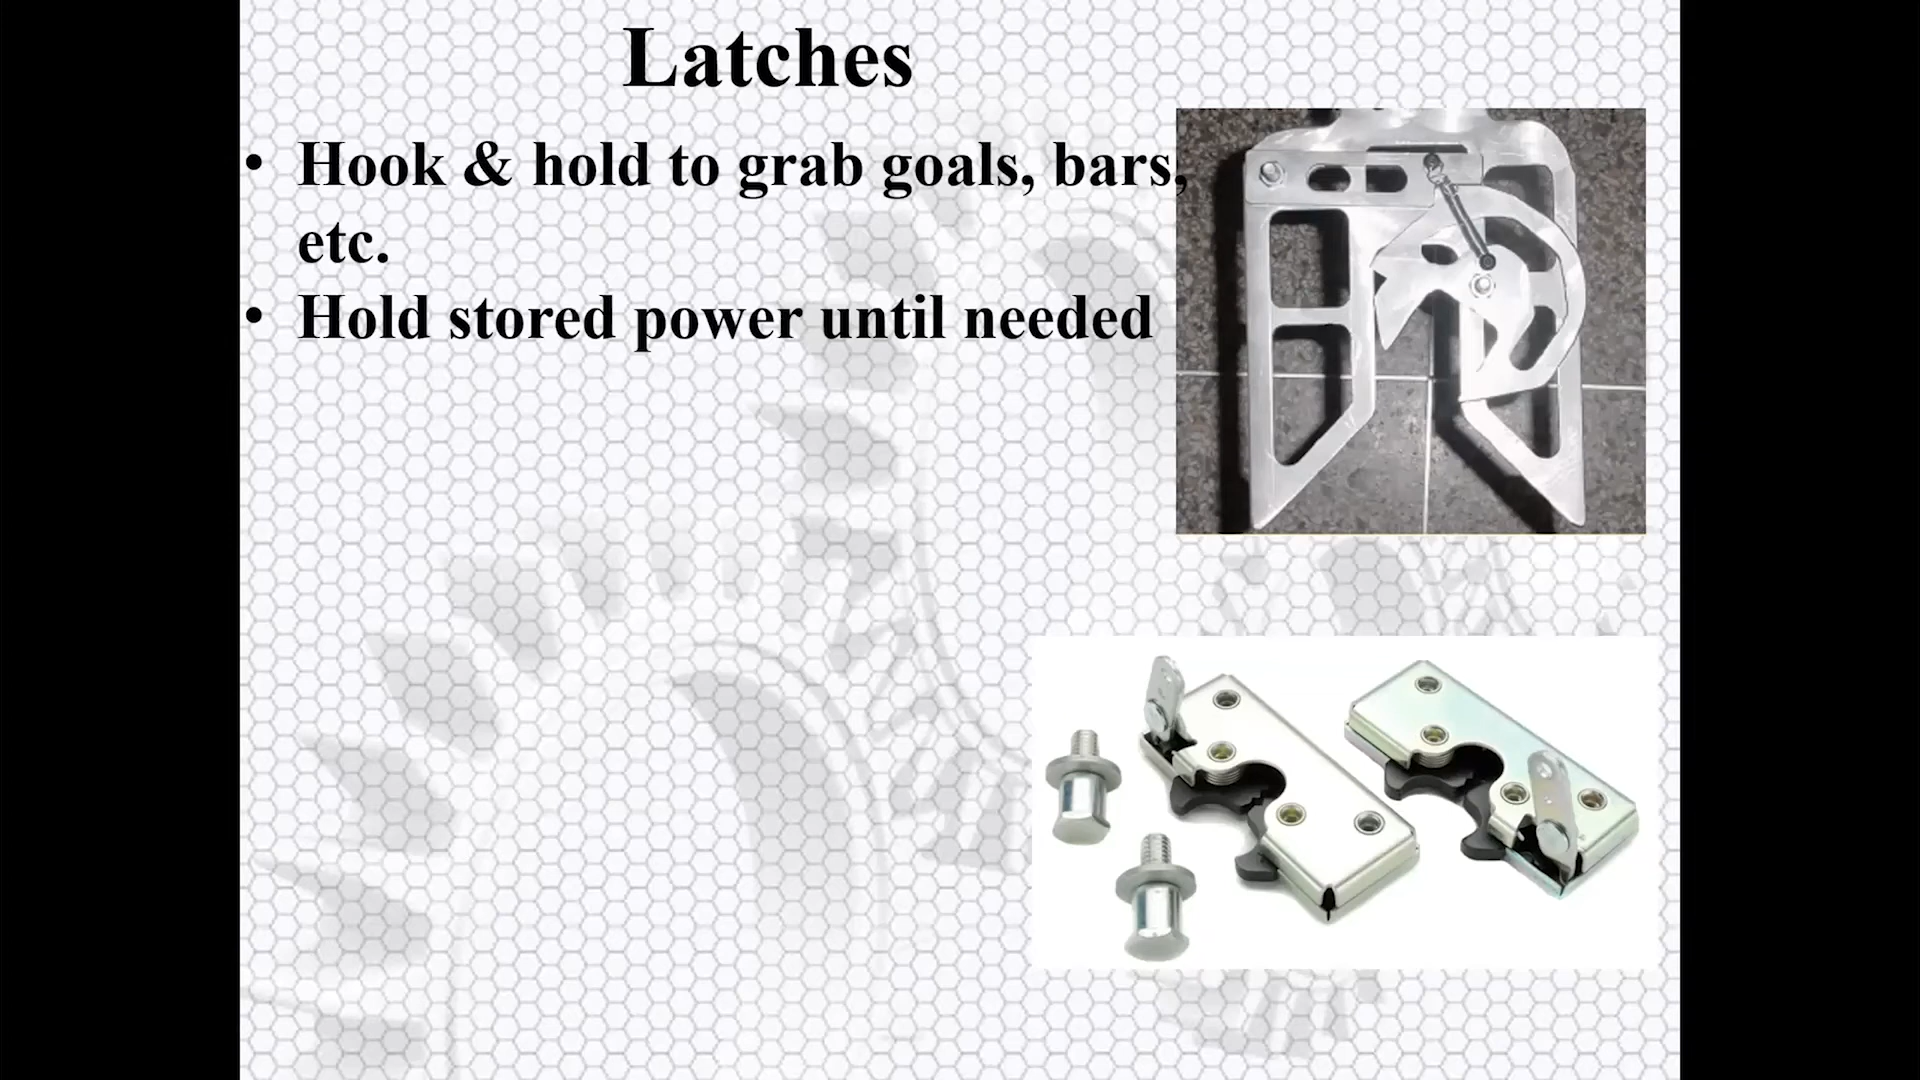 Latches
• Hook & hold to grab goals, bars,
etc.
• Hold stored power until needed